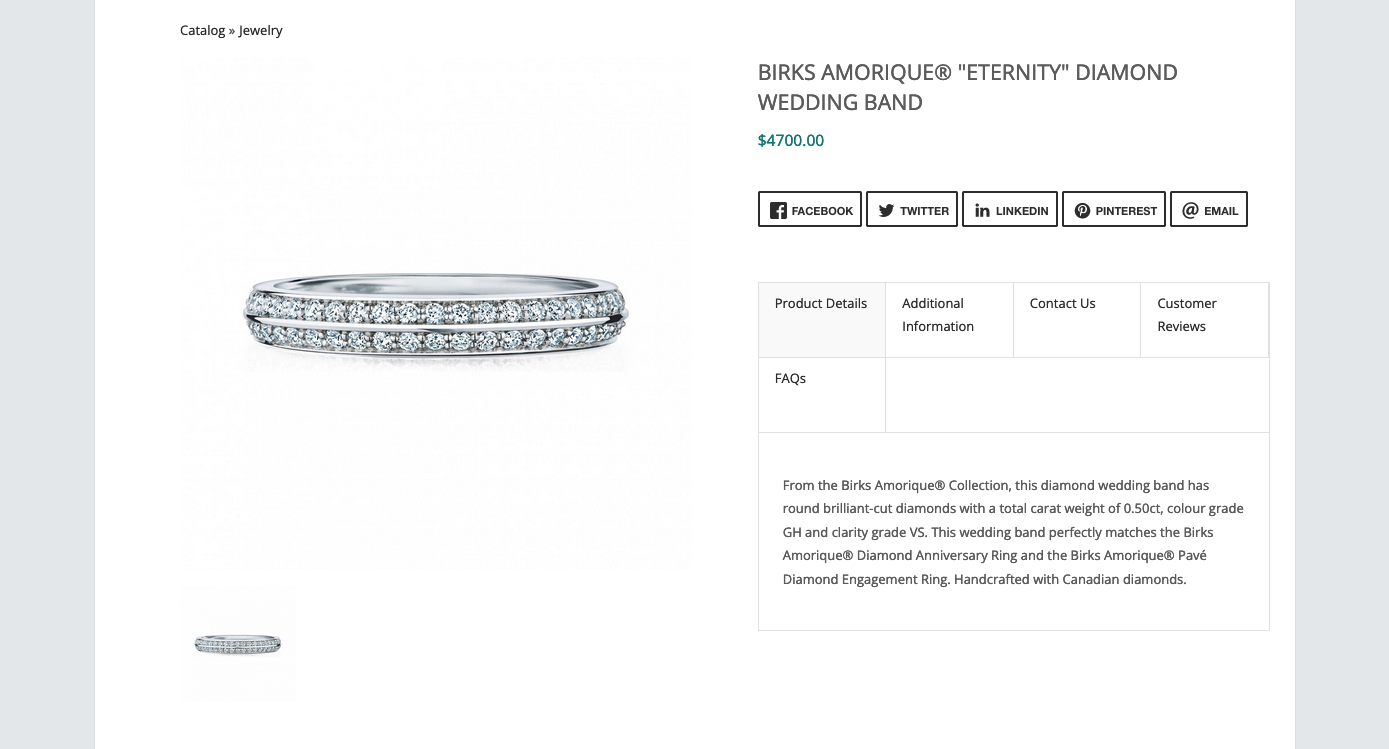 Catalog » Jewelry
BIRKS AMORIQUE® "ETERNITY" DIAMOND
WEDDING BAND
$4700.00
FACEBOOK
TWITTER
LINKEDIN
PINTEREST
EMAIL
Product Details
Additional
Information
Contact Us
Customer
Reviews
FAQs
From the Birks Amorique® Collection, this diamond wedding band has
round brilliant-cut diamonds with a total carat weight of 0.50ct, colour grade
GH and clarity grade VS. This wedding band perfectly matches the Birks
Amorique® Diamond Anniversary Ring and the Birks Amorique® Pavé
Diamond Engagement Ring. Handcrafted with Canadian diamonds.